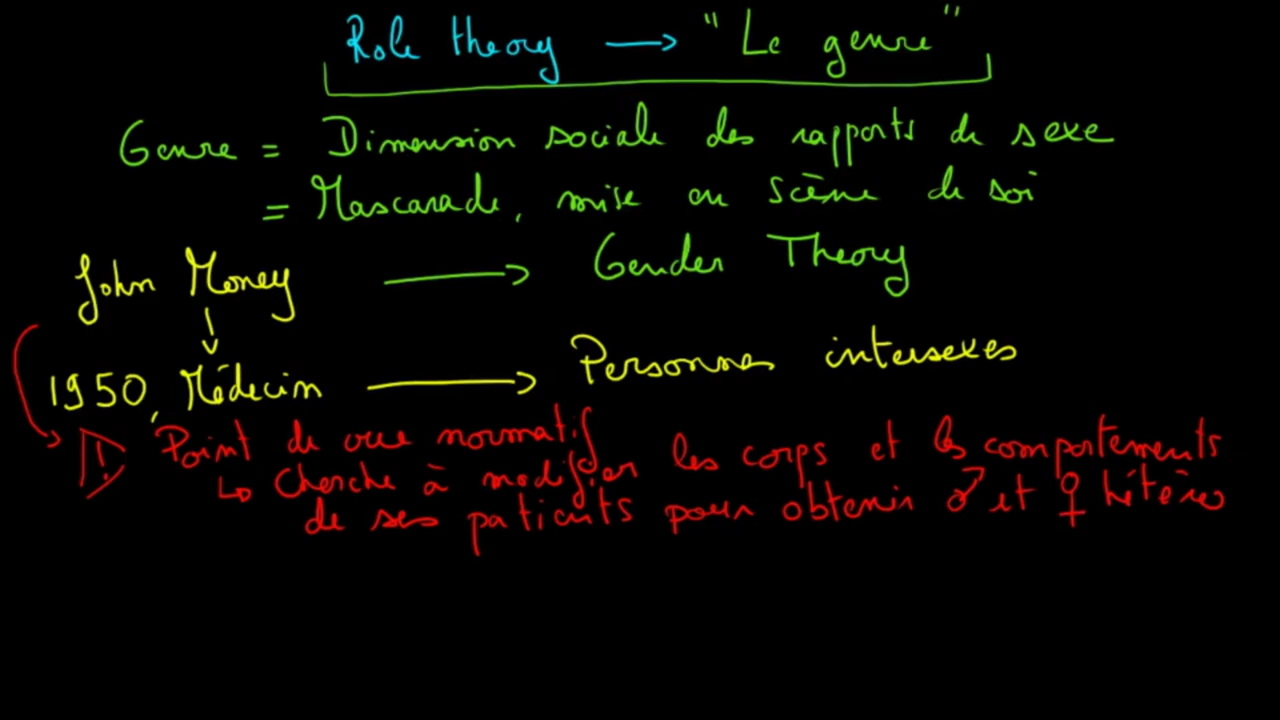 Role theory → "Le genre"
Genre = Dimension sociale des rapports de sexe
= Mascarade, mise en scène de soi
John Money → Gender Theory
1950, Médecin → Personnes intersexes
Point de vue normatif
↳ Cherche à modifier les corps et les comportements
de ses patients pour obtenir ♂ et ♀ hétéros